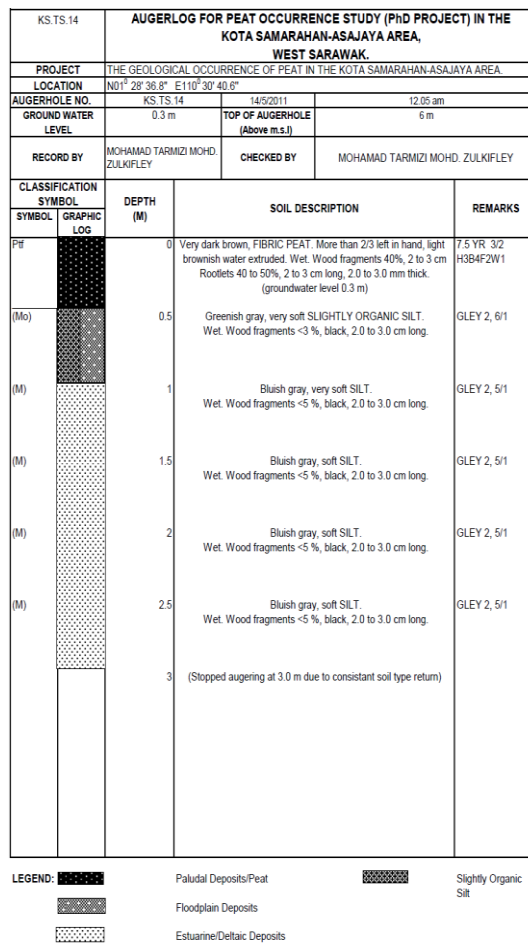 KS.TS.14
AUGERLOG FOR PEAT OCCURRENCE STUDY (PhD PROJECT) IN THE
KOTA SAMARAHAN-ASAJAYA AREA,
WEST SARAWAK.
PROJECT THE GEOLOGICAL OCCURRENCE OF PEAT IN THE KOTA SAMARAHAN-ASAJAYA AREA.
LOCATION N01⁰ 28' 36.8" E110⁰ 30' 40.6"
AUGERHOLE NO. KS.TS.14 14/5/2011 12.05 am
GROUND WATER LEVEL 0.3 m TOP OF AUGERHOLE (Above m.s.l) 6 m
RECORD BY MOHAMAD TARMIZI MOHD. ZULKIFLEY CHECKED BY MOHAMAD TARMIZI MOHD. ZULKIFLEY
CLASSIFICATION SYMBOL DEPTH (M) SOIL DESCRIPTION REMARKS
SYMBOL GRAPHIC LOG
Ptf 0 Very dark brown, FIBRIC PEAT. More than 2/3 left in hand, light 7.5 YR 3/2
brownish water extruded. Wet. Wood fragments 40%, 2 to 3 cm H3B4F2W1
Rootlets 40 to 50%, 2 to 3 cm long, 2.0 to 3.0 mm thick.
(groundwater level 0.3 m)
(Mo) 0.5 Greenish gray, very soft SLIGHTLY ORGANIC SILT. GLEY 2, 6/1
Wet. Wood fragments <3 %, black, 2.0 to 3.0 cm long.
(M) 1 Bluish gray, very soft SILT. GLEY 2, 5/1
Wet. Wood fragments <5 %, black, 2.0 to 3.0 cm long.
(M) 1.5 Bluish gray, soft SILT. GLEY 2, 5/1
Wet. Wood fragments <5 %, black, 2.0 to 3.0 cm long.
(M) 2 Bluish gray, soft SILT. GLEY 2, 5/1
Wet. Wood fragments <5 %, black, 2.0 to 3.0 cm long.
(M) 2.5 Bluish gray, soft SILT. GLEY 2, 5/1
Wet. Wood fragments <5 %, black, 2.0 to 3.0 cm long.
3 (Stopped augering at 3.0 m due to consistant soil type return)
LEGEND: Paludal Deposits/Peat Slightly Organic
Silt
Floodplain Deposits
Estuarine/Deltaic Deposits